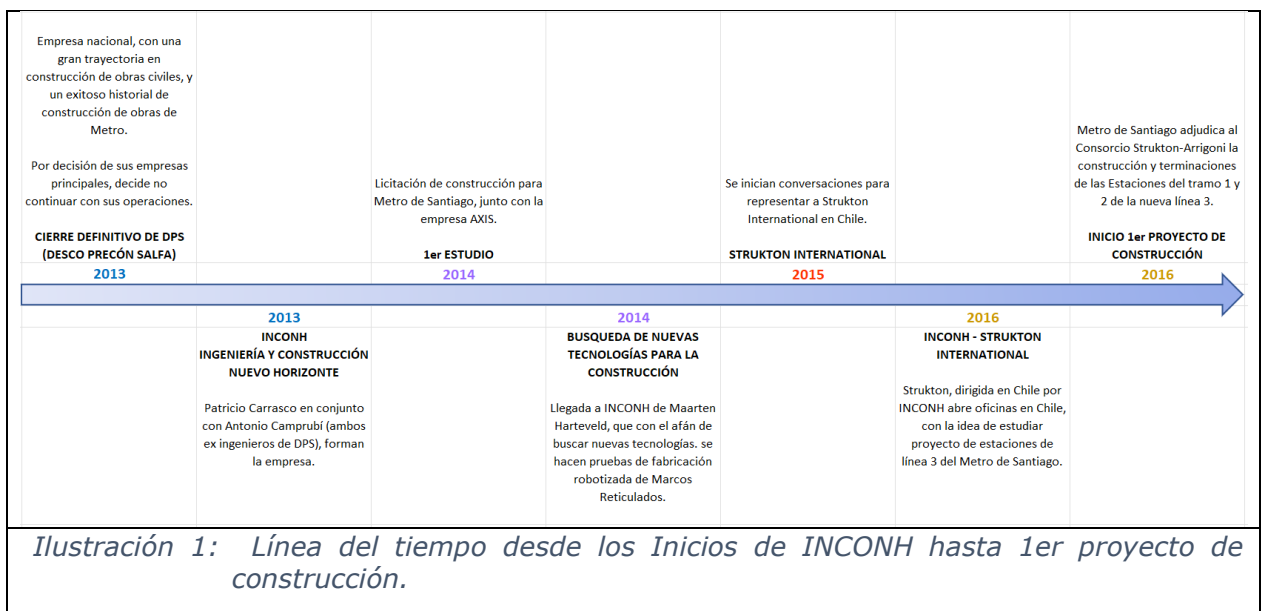 Empresa nacional, con una
gran trayectoria en
construcción de obras civiles, y
un exitoso historial de
construcción de obras de
Metro.
Por decisión de sus empresas
principales, decide no
continuar con sus operaciones.
CIERRE DEFINITIVO DE DPS
(DESCO PRECÓN SALFA)
2013
Licitación de construcción para
Metro de Santiago, junto con la
empresa AXIS.
1er ESTUDIO
2014
Se inician conversaciones para
representar a Strukton
International en Chile.
STRUKTON INTERNATIONAL
2015
Metro de Santiago adjudica al
Consorcio Strukton-Arrigoni la
construcción y terminaciones
de las Estaciones del tramo 1 y
2 de la nueva línea 3.
INICIO 1er PROYECTO DE
CONSTRUCCIÓN
2016
2013
INCONH
INGENIERÍA Y CONSTRUCCIÓN
NUEVO HORIZONTE
Patricio Carrasco en conjunto
con Antonio Camprubí (ambos
ex ingenieros de DPS), forman
la empresa.
2014
BUSQUEDA DE NUEVAS
TECNOLOGÍAS PARA LA
CONSTRUCCIÓN
Llegada a INCONH de Maarten
Harteveld, que con el afán de
buscar nuevas tecnologías. se
hacen pruebas de fabricación
robotizada de Marcos
Reticulados.
2016
INCONH - STRUKTON
INTERNATIONAL
Strukton, dirigida en Chile por
INCONH abre oficinas en Chile,
con la idea de estudiar
proyecto de estaciones de
línea 3 del Metro de Santiago.
Ilustración 1: Línea del tiempo desde los Inicios de INCONH hasta 1er proyecto de
construcción.